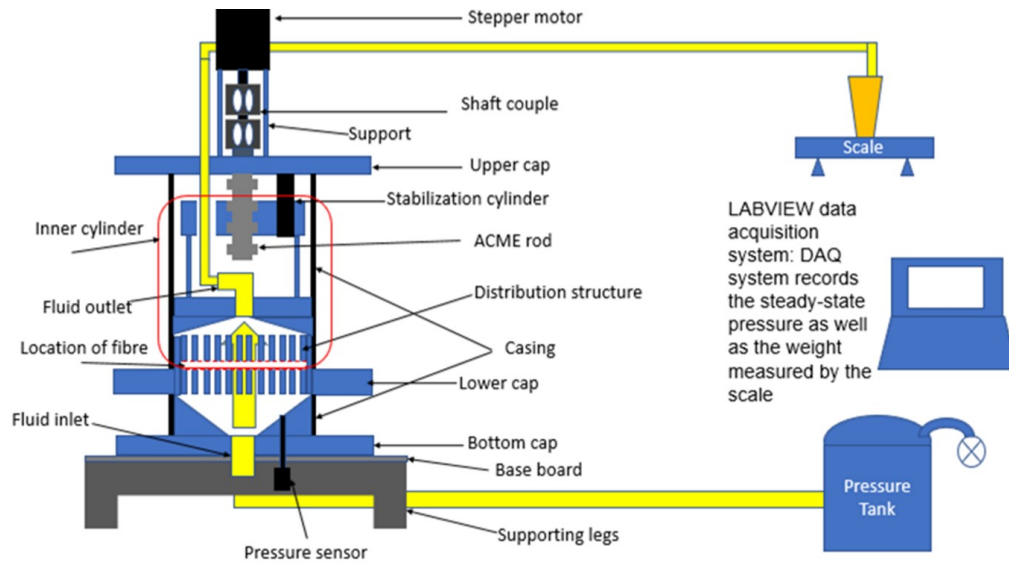 Stepper motor
Shaft couple
Support
Upper cap
Stabilization cylinder
Inner cylinder
ACME rod
Fluid outlet
Distribution structure
Location of fibre
Casing
Lower cap
Fluid inlet
Bottom cap
Base board
Supporting legs
Pressure sensor
Scale
LABVIEW data
acquisition
system: DAQ
system records
the steady-state
pressure as well
as the weight
measured by the
scale
Pressure
Tank